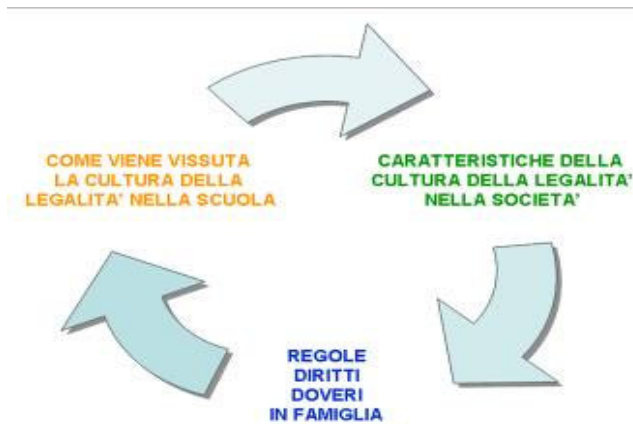 COME VIENE VISSUTA
LA CULTURA DELLA
LEGALITA’ NELLA SCUOLA
CARATTERISTICHE DELLA
CULTURA DELLA LEGALITA’
NELLA SOCIETA’
REGOLE
DIRITTI
DOVERI
IN FAMIGLIA